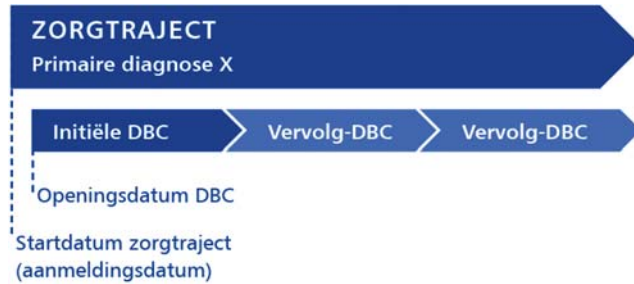 ZORGTRAJECT
Primaire diagnose X
Initiële DBC
Vervolg-DBC
Vervolg-DBC
Openingsdatum DBC
Startdatum zorgtraject
(aanmeldingsdatum)